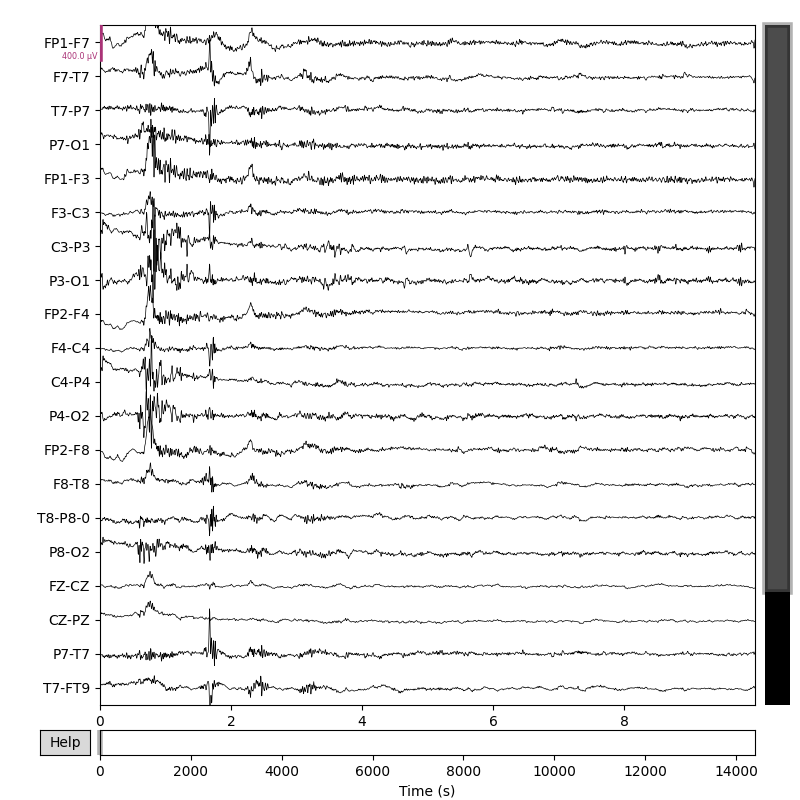 FP1-F7
400.0 µV
F7-T7
T7-P7
P7-O1
FP1-F3
F3-C3
C3-P3
P3-O1
FP2-F4
F4-C4
C4-P4
P4-O2
FP2-F8
F8-T8
T8-P8-0
P8-O2
FZ-CZ
CZ-PZ
P7-T7
T7-FT9
0 2 4 6 8
Help
0 2000 4000 6000 8000 10000 12000 14000
Time (s)